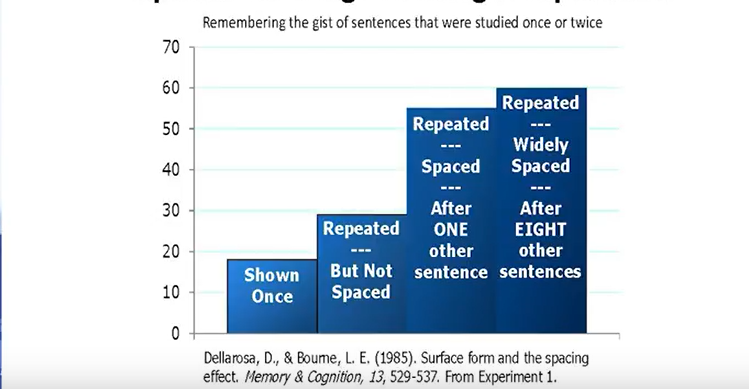 Remembering the gist of sentences that were studied once or twice
70
60
50
40
30
20
10
0
Shown
Once
Repeated
---
But Not
Spaced
Repeated
---
Spaced
---
After
ONE
other
sentence
Repeated
---
Widely
Spaced
---
After
EIGHT
other
sentences
Dellarosa, D., & Bourne, L. E. (1985). Surface form and the spacing
effect. Memory & Cognition, 13, 529-537. From Experiment 1.